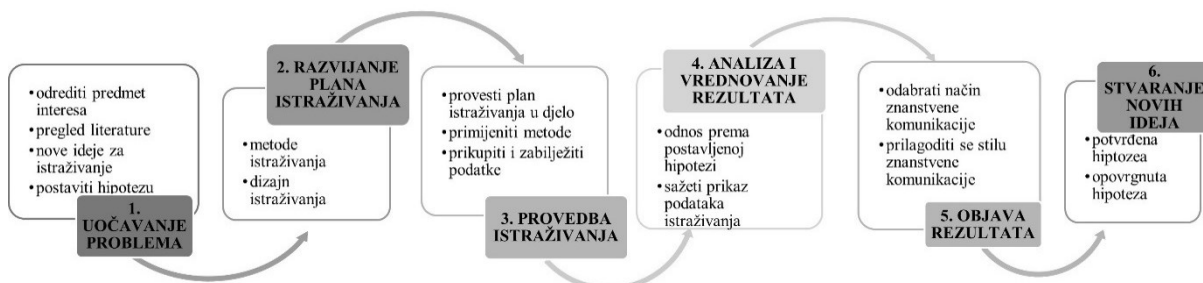 • odrediti predmet
interesa
• pregled literature
• nove ideje za
istraživanje
• postaviti hipotezu
1.
UOČAVANJE
PROBLEMA
2. RAZVIJANJE
PLANA
ISTRAŽIVANJA
• metode
istraživanja
• dizajn
istraživanja
• provesti plan
istraživanja u djelo
• primijeniti metode
• prikupiti i zabilježiti
podatke
3. PROVEDBA
ISTRAŽIVANJA
4. ANALIZA I
VREDNOVANJE
REZULTATA
• odnos prema
postavljenoj
hipotezi
• sažeti prikaz
podataka
istraživanja
• odabrati način
znanstvene
komunikacije
• prilagoditi se stilu
znanstvene
komunikacije
5. OBJAVA
REZULTATA
6.
STVARANJE
NOVIH
IDEJA
• potvrđena
hiptozea
• opovrgnuta
hipoteza